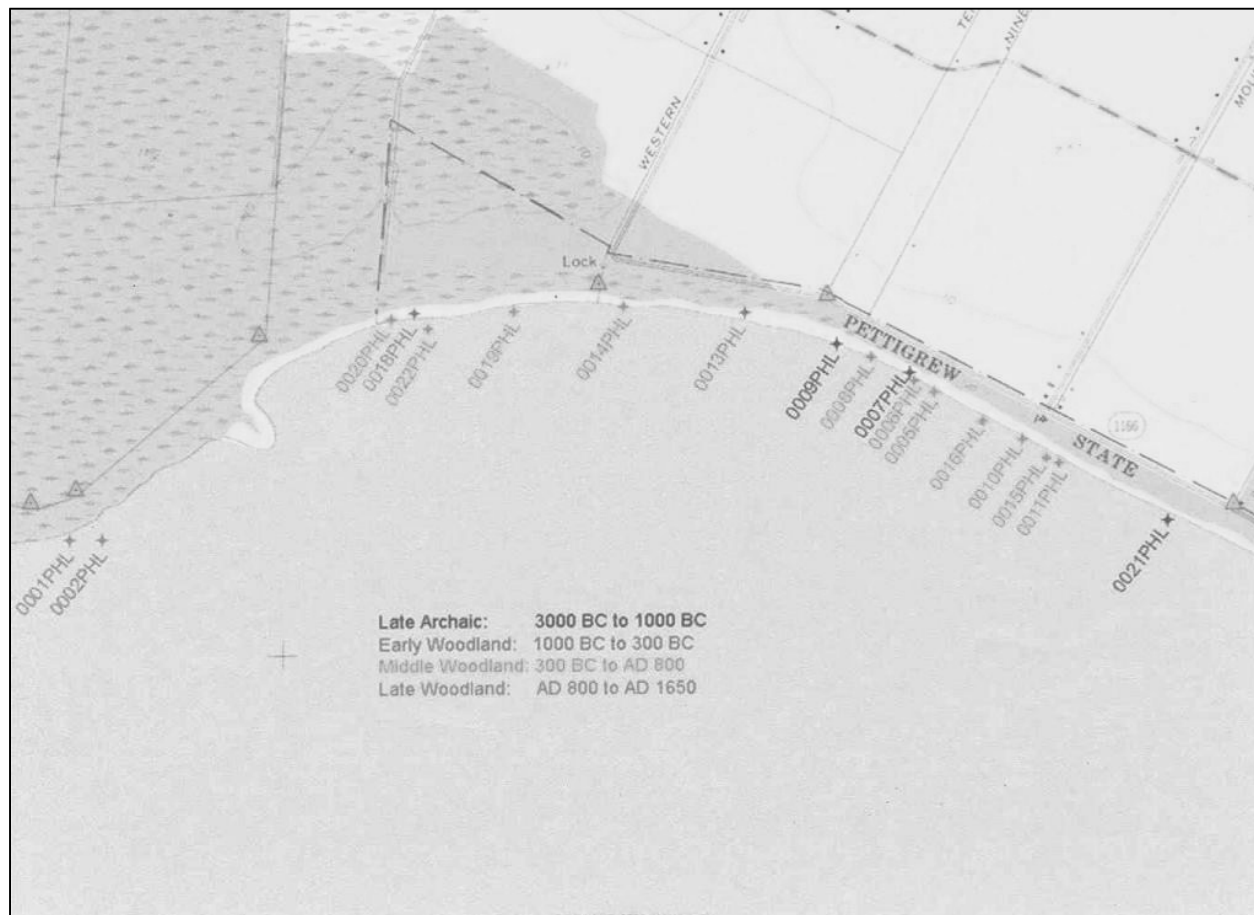 WESTERN
Lock
PETTIGREW
STATE
1166
0020PHL
0018PHL
0022PHL
0019PHL
0014PHL
0013PHL
0009PHL
0008PHL
0007PHL
0006PHL
0005PHL
0016PHL
0010PHL
0015PHL
0011PHL
0021PHL
0001PHL
0002PHL
Late Archaic: 3000 BC to 1000 BC
Early Woodland: 1000 BC to 300 BC
Middle Woodland: 300 BC to AD 800
Late Woodland: AD 800 to AD 1650